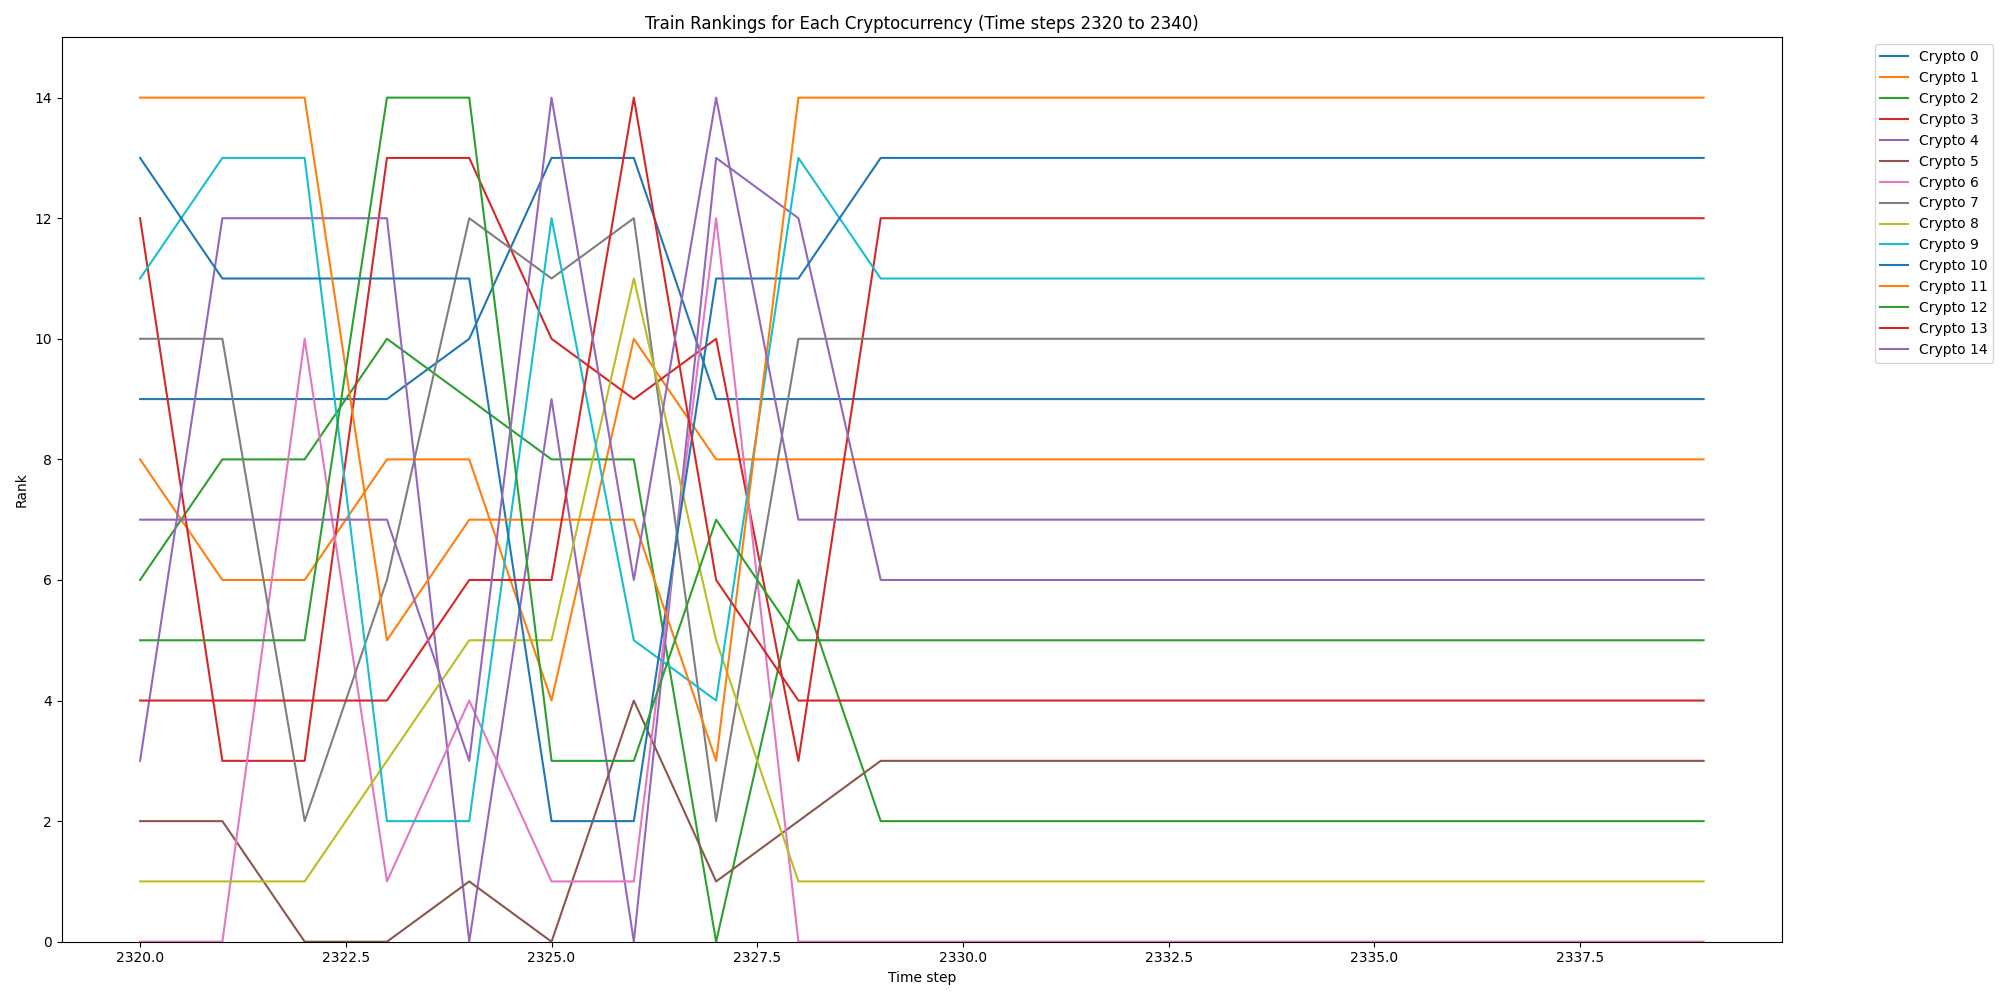 Train Rankings for Each Cryptocurrency (Time steps 2320 to 2340)
Rank
14
12
10
8
6
4
2
0
2320.0 2322.5 2325.0 2327.5 2330.0 2332.5 2335.0 2337.5
Time step
Crypto 0
Crypto 1
Crypto 2
Crypto 3
Crypto 4
Crypto 5
Crypto 6
Crypto 7
Crypto 8
Crypto 9
Crypto 10
Crypto 11
Crypto 12
Crypto 13
Crypto 14